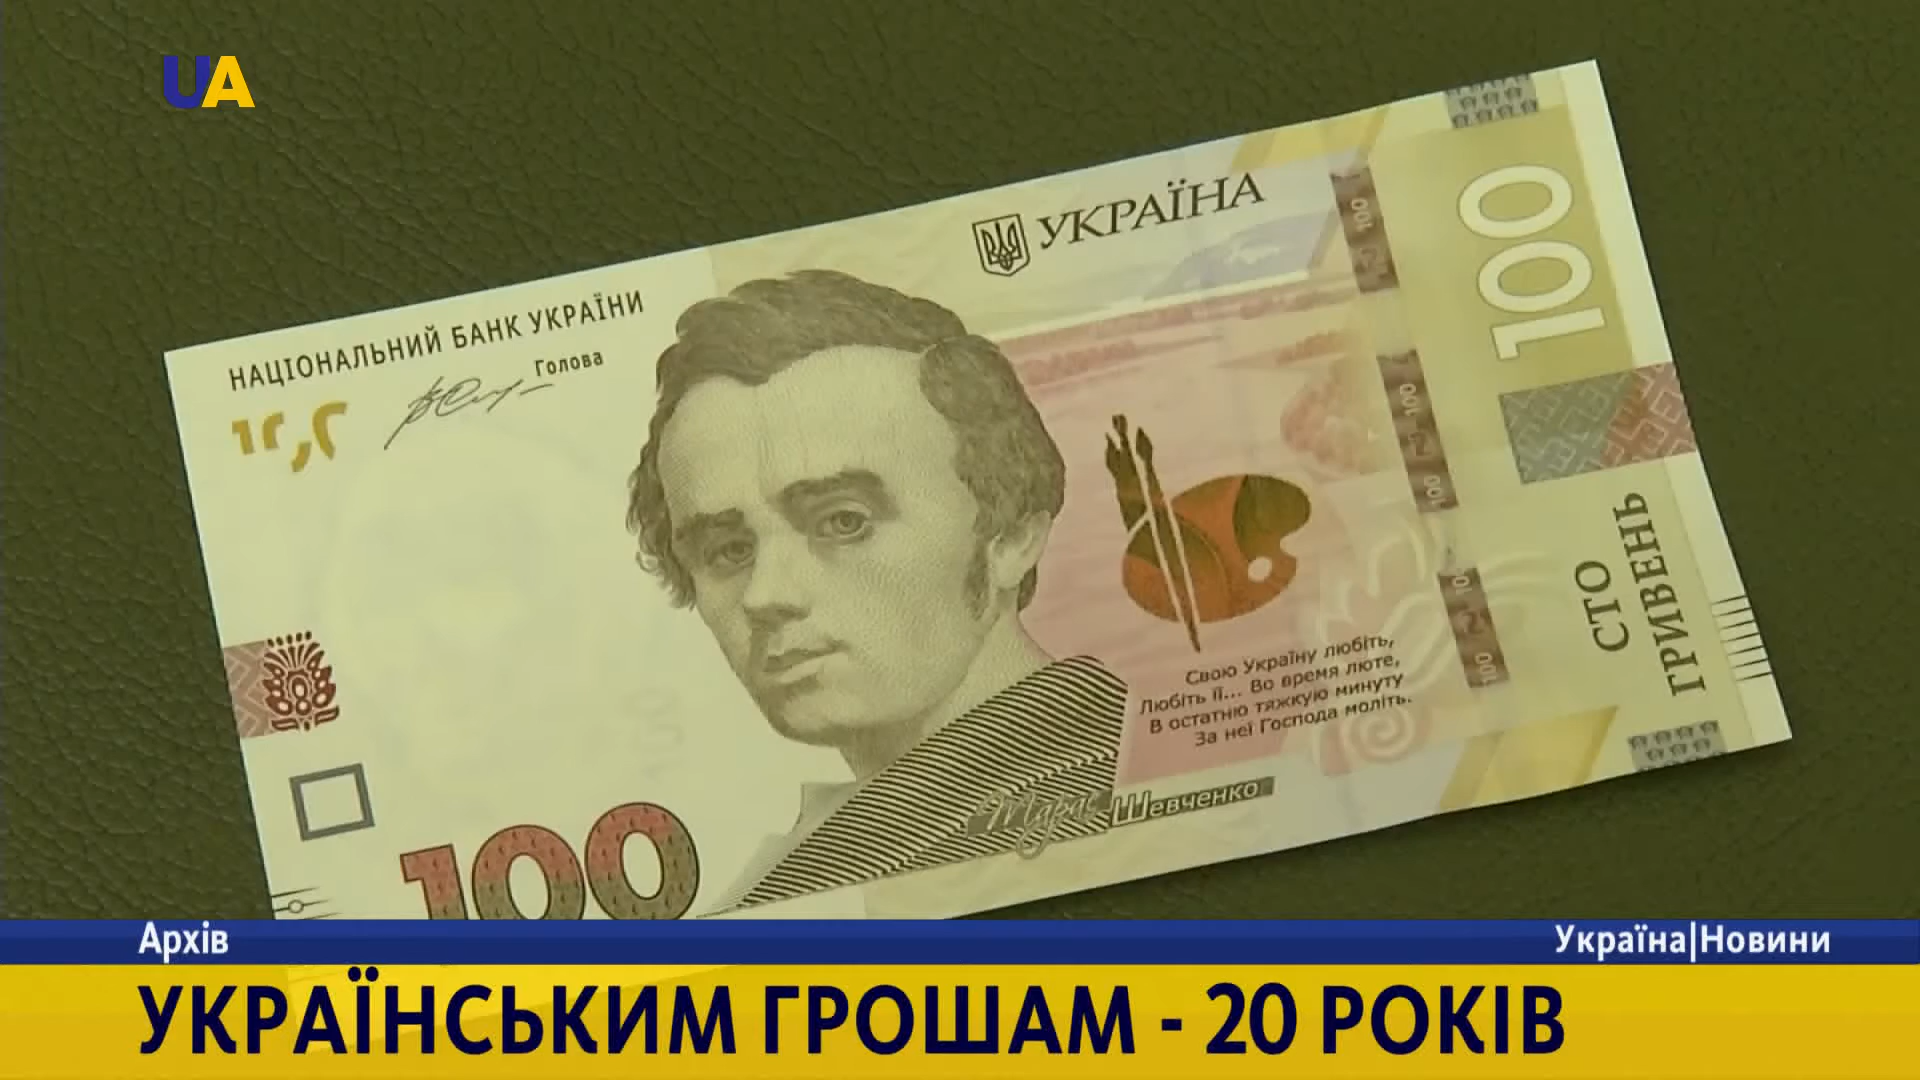 UA
УКРАЇНА
НАЦІОНАЛЬНИЙ БАНК УКРАЇНИ
Голова
100
100
100
100
100
СТО
ГРИВЕНЬ
Свою Україну любіть,
Любіть її... Во время люте,
В остатню тяжкую минуту
За неї Господа моліть.
Тарас Шевченко
100
Архів
Україна|Новини
УКРАЇНСЬКИМ ГРОШАМ - 20 РОКІВ